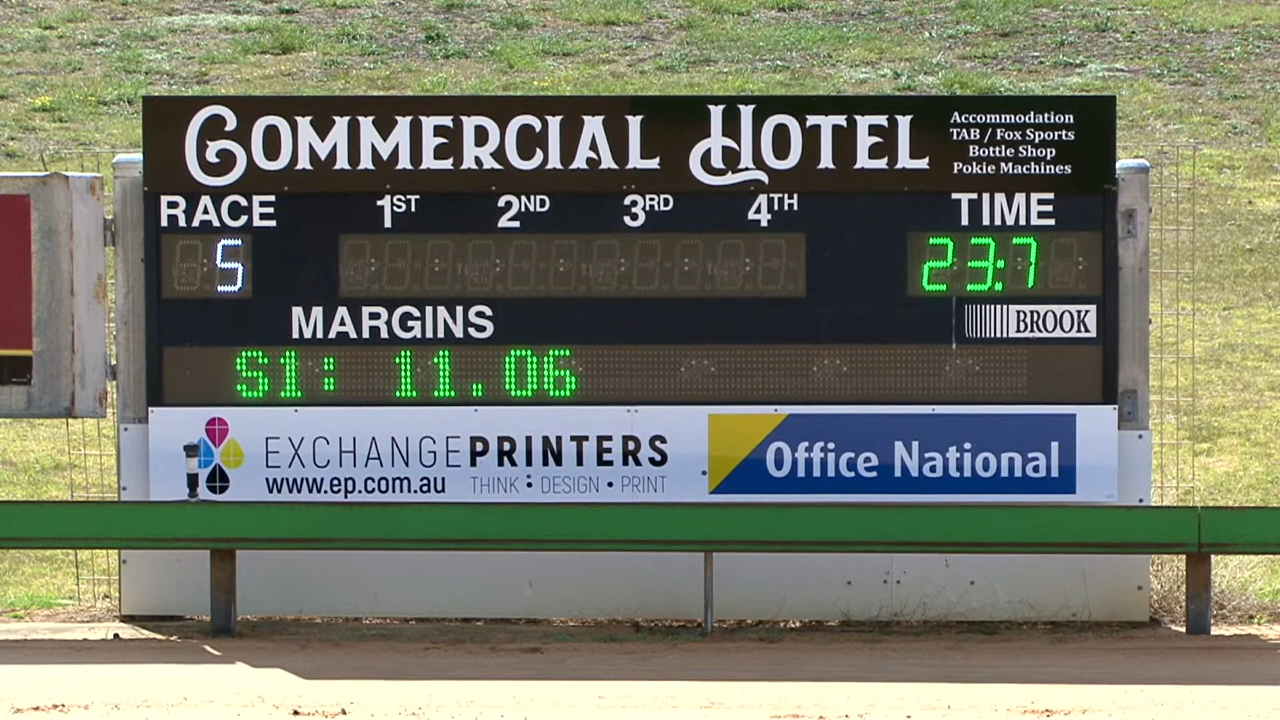 COMMERCIAL HOTEL
Accommodation
TAB / Fox Sports
Bottle Shop
Pokie Machines
RACE 1ST 2ND 3RD 4TH TIME
5 23:7
MARGINS
BROOK
S1: 11.06
EXCHANGEPRINTERS
www.ep.com.au THINK • DESIGN • PRINT
Office National